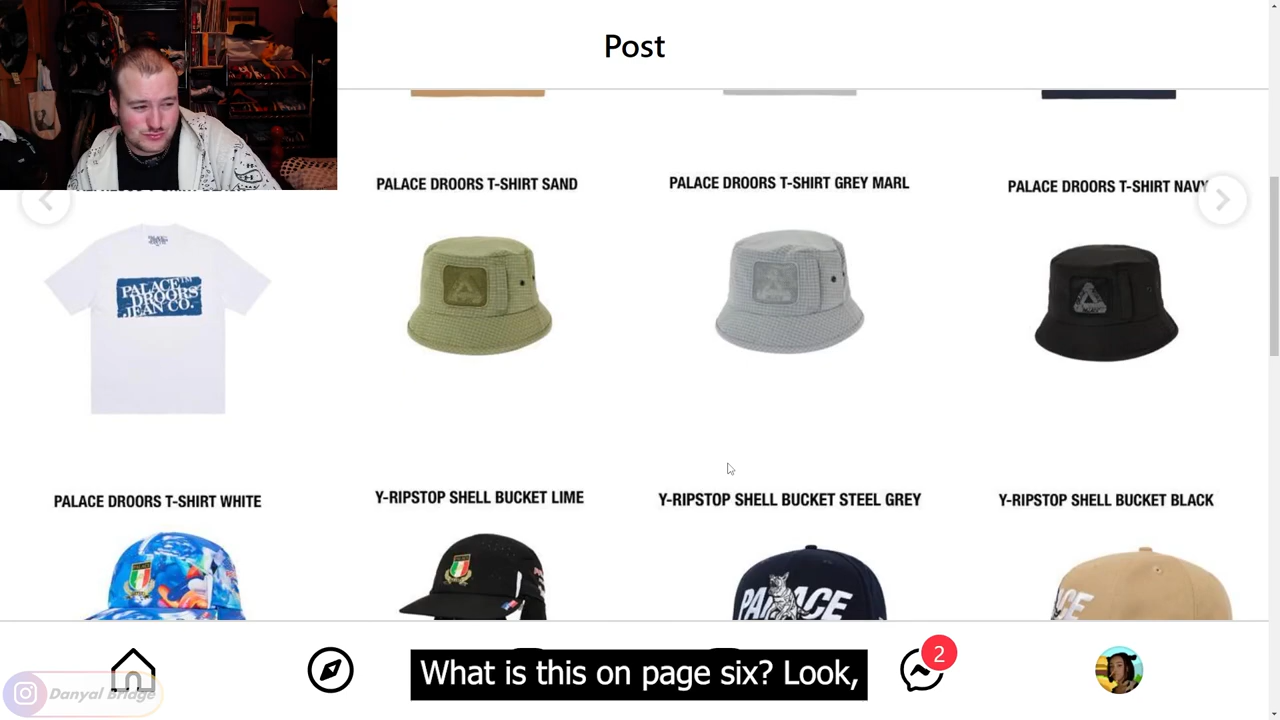 Post
PALACE DROORS T-SHIRT SAND
PALACE DROORS T-SHIRT GREY MARL
PALACE DROORS T-SHIRT NAVY
PALACE™
DROORS
JEAN CO.
PALACE DROORS T-SHIRT WHITE
Y-RIPSTOP SHELL BUCKET LIME
Y-RIPSTOP SHELL BUCKET STEEL GREY
Y-RIPSTOP SHELL BUCKET BLACK
PALACE
What is this on page six? Look,
2
Danyal Bridge